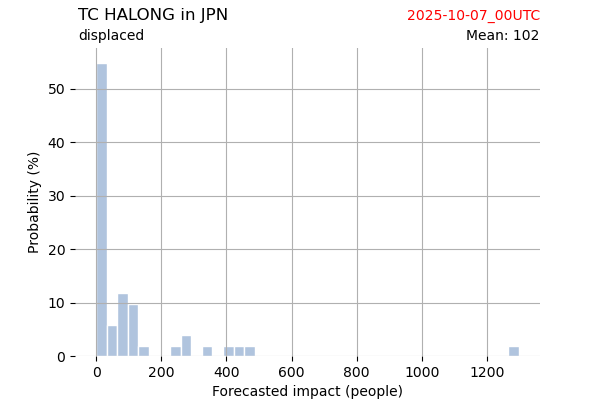 TC HALONG in JPN
2025-10-07_00UTC
displaced
Mean: 102
Probability (%)
50
40
30
20
10
0
0 200 400 600 800 1000 1200
Forecasted impact (people)